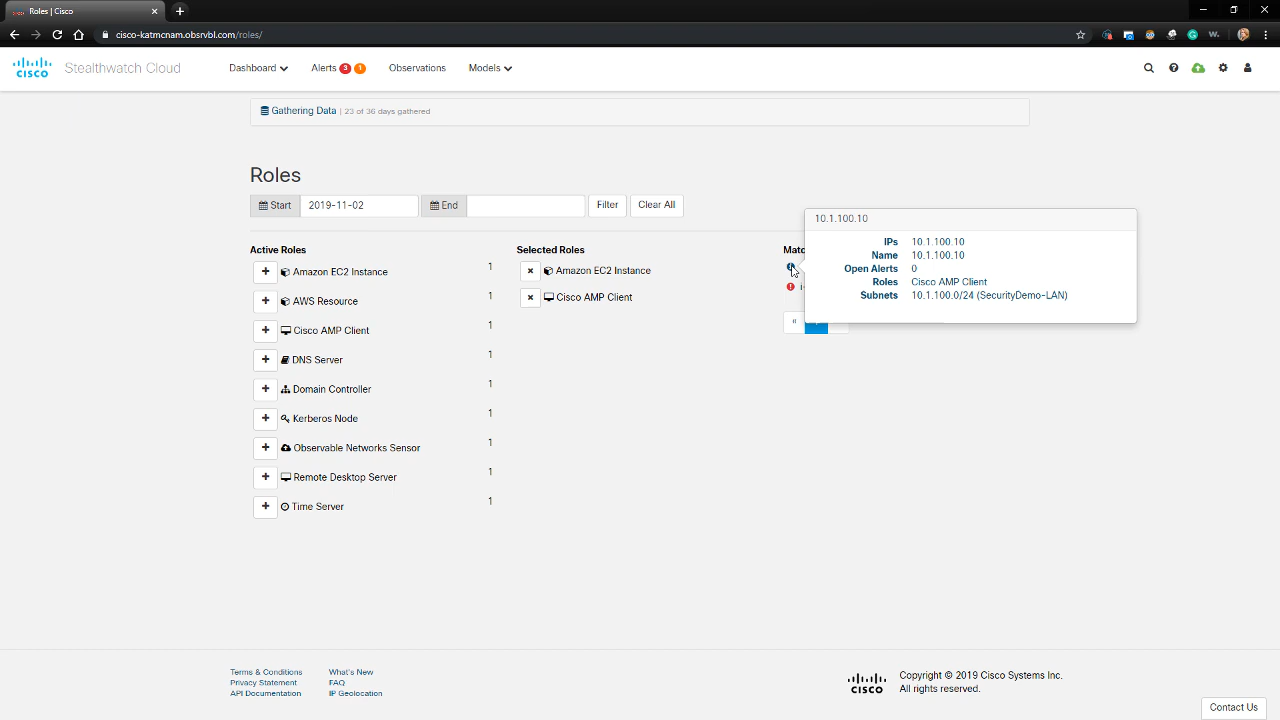 Roles | Cisco
cisco-katmcnam.obsrvbl.com/roles/
CISCO Stealthwatch Cloud Dashboard Alerts 3 1 Observations Models
Gathering Data | 23 of 36 days gathered
Roles
Start 2019-11-02 End Filter Clear All
Active Roles
Amazon EC2 Instance 1
AWS Resource 1
Cisco AMP Client 1
DNS Server 1
Domain Controller 1
Kerberos Node 1
Observable Networks Sensor 1
Remote Desktop Server 1
Time Server 1
Selected Roles
Amazon EC2 Instance
Cisco AMP Client
10.1.100.10
IPs 10.1.100.10
Name 10.1.100.10
Open Alerts 0
Roles Cisco AMP Client
Subnets 10.1.100.0/24 (SecurityDemo-LAN)
Terms & Conditions What's New
Privacy Statement FAQ
API Documentation IP Geolocation
CISCO
Copyright © 2019 Cisco Systems Inc.
All rights reserved.
Contact Us